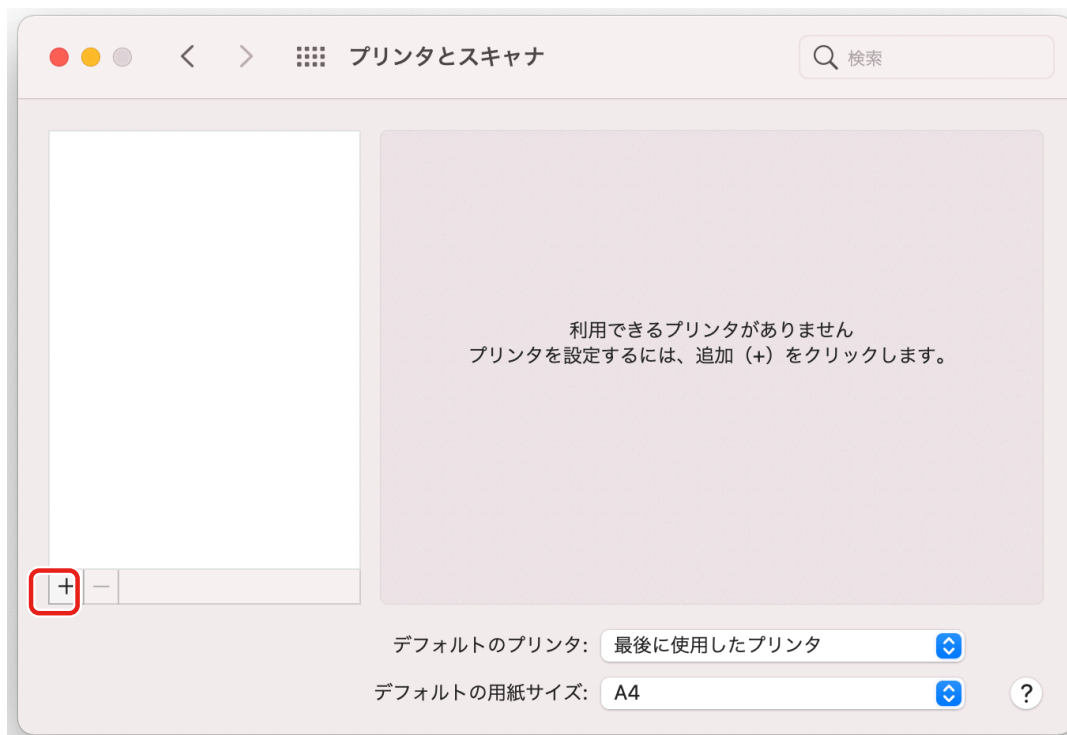 プリンタとスキャナ
検索
利用できるプリンタがありません
プリンタを設定するには、追加（+）をクリックします。
+ −
デフォルトのプリンタ: 最後に使用したプリンタ
デフォルトの用紙サイズ: A4
?